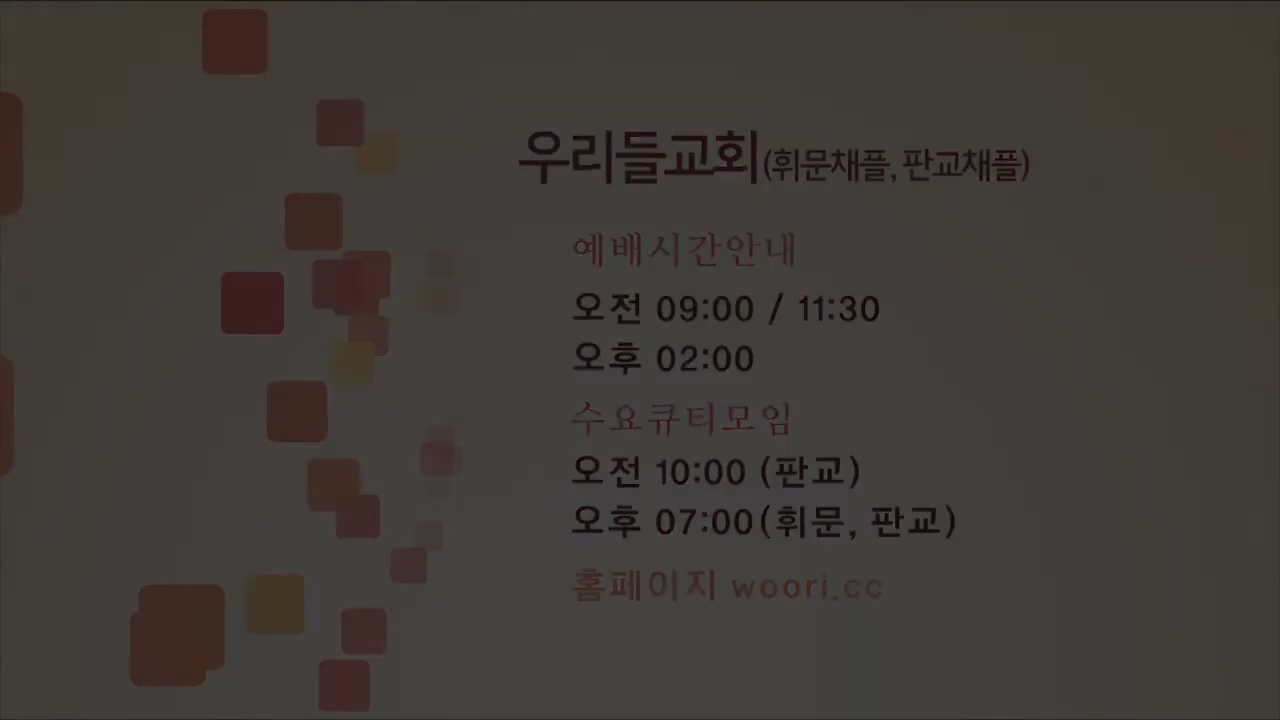 우리들교회(휘문채플, 판교채플)
예배시간안내
오전 09:00 / 11:30
오후 02:00
수요큐티모임
오전 10:00 (판교)
오후 07:00(휘문, 판교)
홈페이지 woori.cc